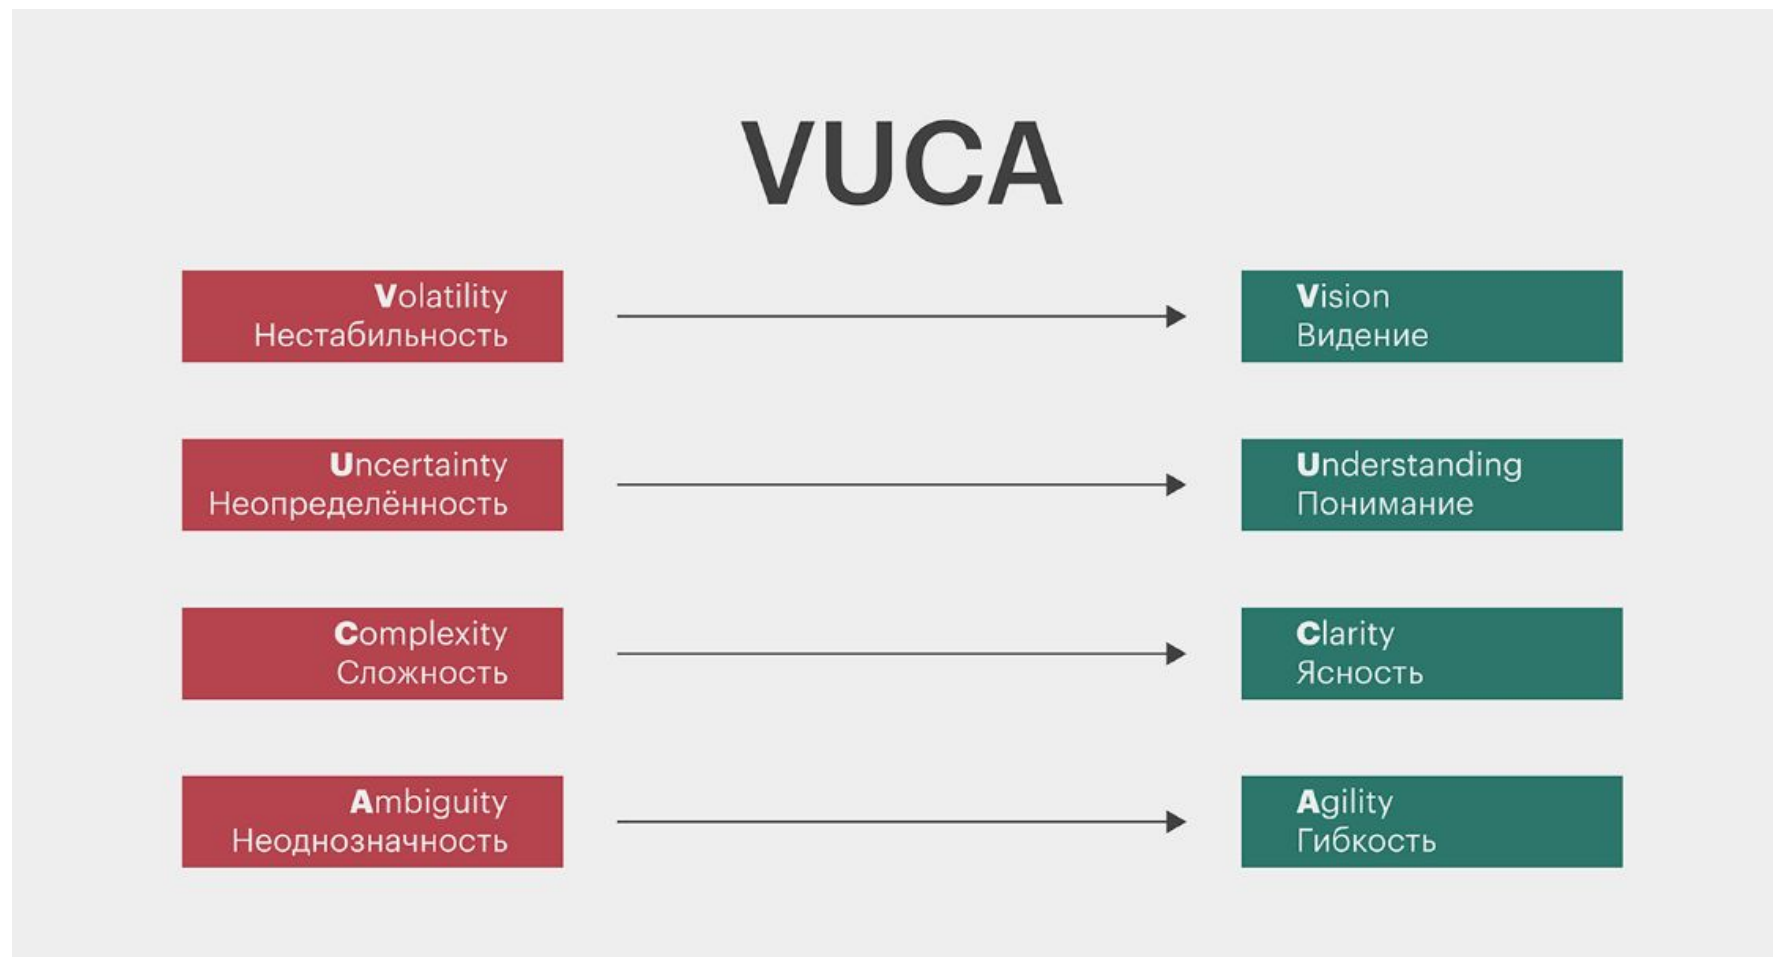 VUCA
Volatility
Нестабильность
Vision
Видение
Uncertainty
Неопределённость
Understanding
Понимание
Complexity
Сложность
Clarity
Ясность
Ambiguity
Неоднозначность
Agility
Гибкость